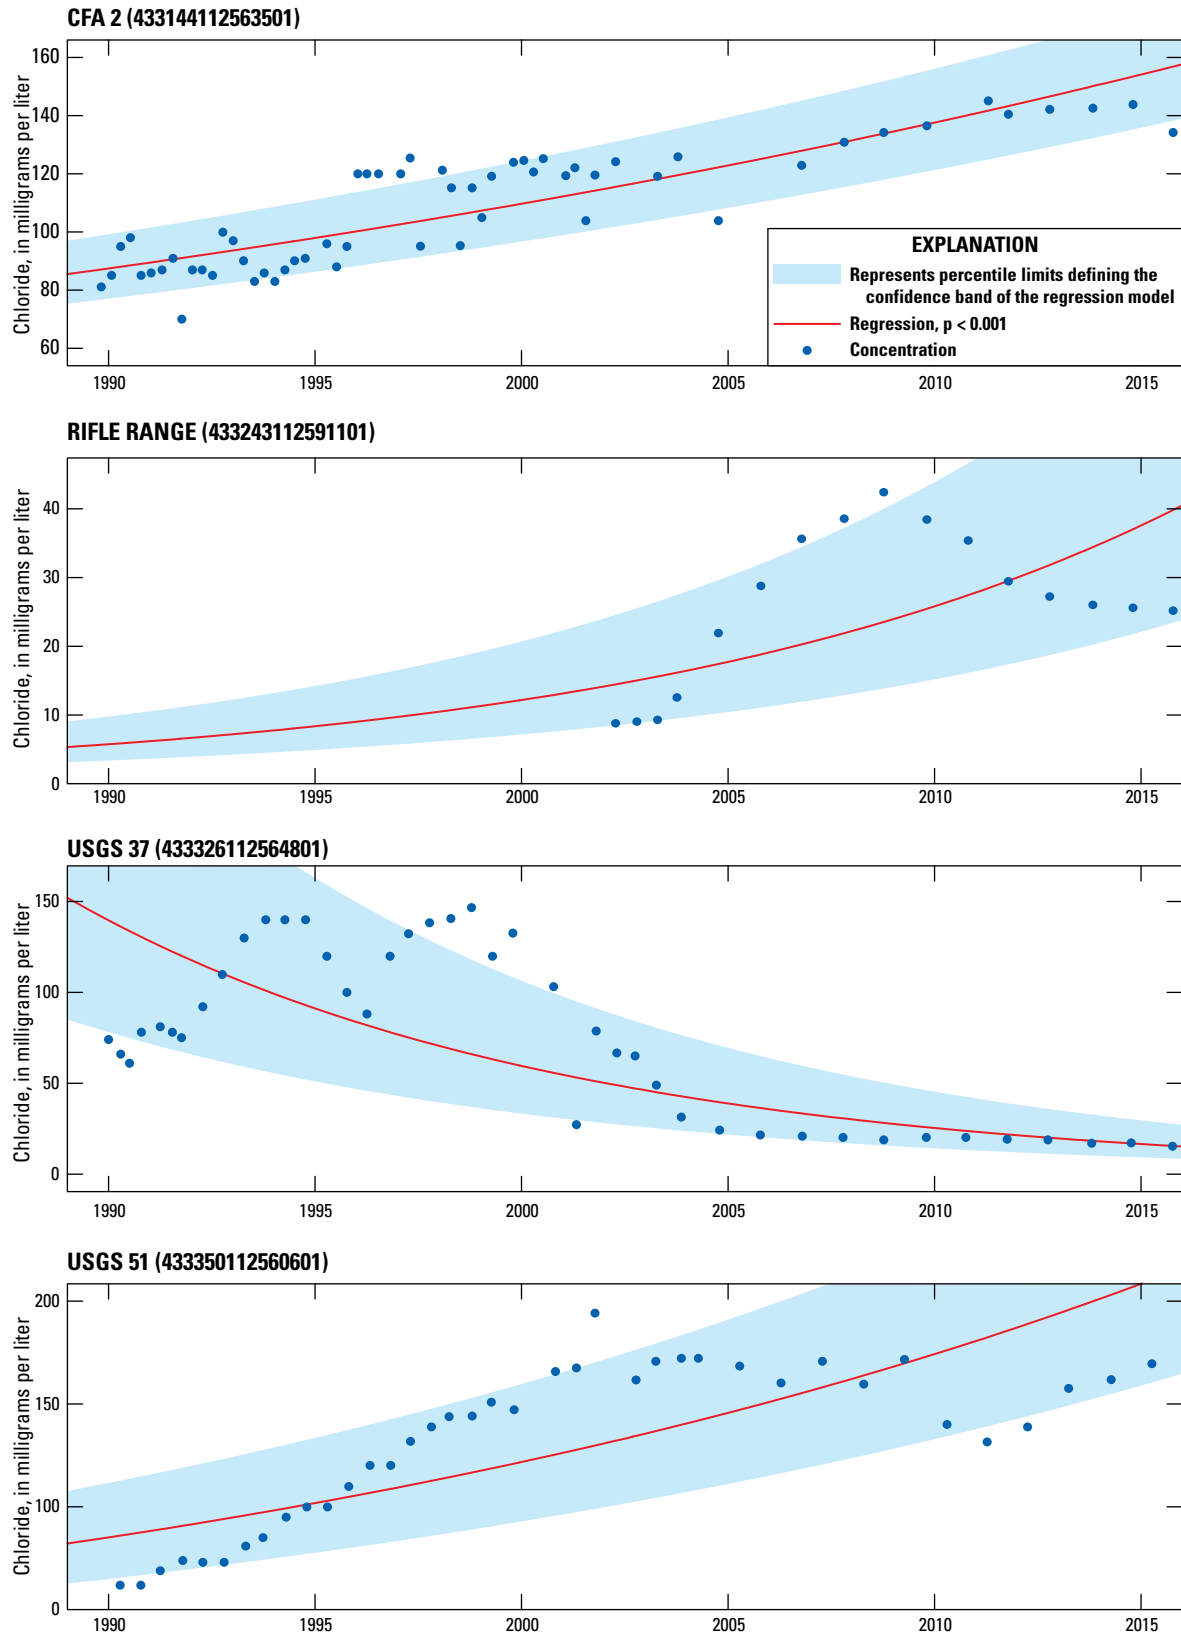 CFA 2 (433144112563501)
Chloride, in milligrams per liter
160
140
120
100
80
60
1990 1995 2000 2005 2010 2015
EXPLANATION
Represents percentile limits defining the
confidence band of the regression model
Regression, p < 0.001
Concentration
RIFLE RANGE (433243112591101)
Chloride, in milligrams per liter
40
30
20
10
0
1990 1995 2000 2005 2010 2015
USGS 37 (433326112564801)
Chloride, in milligrams per liter
150
100
50
0
1990 1995 2000 2005 2010 2015
USGS 51 (433350112560601)
Chloride, in milligrams per liter
200
150
100
0
1990 1995 2000 2005 2010 2015